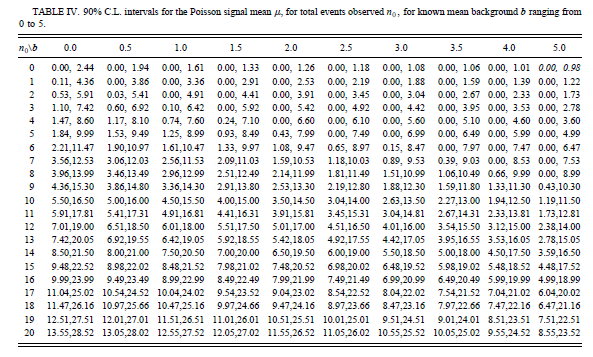 TABLE IV. 90% C.L. intervals for the Poisson signal mean μ, for total events observed n₀, for known mean background b ranging from
0 to 5.
n₀\b 0.0 0.5 1.0 1.5 2.0 2.5 3.0 3.5 4.0 5.0
0 0.00, 2.44 0.00, 1.94 0.00, 1.61 0.00, 1.33 0.00, 1.26 0.00, 1.18 0.00, 1.08 0.00, 1.06 0.00, 1.01 0.00, 0.98
1 0.11, 4.36 0.00, 3.86 0.00, 3.36 0.00, 2.91 0.00, 2.53 0.00, 2.19 0.00, 1.88 0.00, 1.59 0.00, 1.39 0.00, 1.22
2 0.53, 5.91 0.03, 5.41 0.00, 4.91 0.00, 4.41 0.00, 3.91 0.00, 3.45 0.00, 3.04 0.00, 2.67 0.00, 2.33 0.00, 1.73
3 1.10, 7.42 0.60, 6.92 0.10, 6.42 0.00, 5.92 0.00, 5.42 0.00, 4.92 0.00, 4.42 0.00, 3.95 0.00, 3.53 0.00, 2.78
4 1.47, 8.60 1.17, 8.10 0.74, 7.60 0.24, 7.10 0.00, 6.60 0.00, 6.10 0.00, 5.60 0.00, 5.10 0.00, 4.60 0.00, 3.60
5 1.84, 9.99 1.53, 9.49 1.25, 8.99 0.93, 8.49 0.43, 7.99 0.00, 7.49 0.00, 6.99 0.00, 6.49 0.00, 5.99 0.00, 4.99
6 2.21,11.47 1.90,10.97 1.61,10.47 1.33, 9.97 1.08, 9.47 0.65, 8.97 0.15, 8.47 0.00, 7.97 0.00, 7.47 0.00, 6.47
7 3.56,12.53 3.06,12.03 2.56,11.53 2.09,11.03 1.59,10.53 1.18,10.03 0.89, 9.53 0.39, 9.03 0.00, 8.53 0.00, 7.53
8 3.96,13.99 3.46,13.49 2.96,12.99 2.51,12.49 2.14,11.99 1.81,11.49 1.51,10.99 1.06,10.49 0.66, 9.99 0.00, 8.99
9 4.36,15.30 3.86,14.80 3.36,14.30 2.91,13.80 2.53,13.30 2.19,12.80 1.88,12.30 1.59,11.80 1.33,11.30 0.43,10.30
10 5.50,16.50 5.00,16.00 4.50,15.50 4.00,15.00 3.50,14.50 3.04,14.00 2.63,13.50 2.27,13.00 1.94,12.50 1.19,11.50
11 5.91,17.81 5.41,17.31 4.91,16.81 4.41,16.31 3.91,15.81 3.45,15.31 3.04,14.81 2.67,14.31 2.33,13.81 1.73,12.81
12 7.01,19.00 6.51,18.50 6.01,18.00 5.51,17.50 5.01,17.00 4.51,16.50 4.01,16.00 3.54,15.50 3.12,15.00 2.38,14.00
13 7.42,20.05 6.92,19.55 6.42,19.05 5.92,18.55 5.42,18.05 4.92,17.55 4.42,17.05 3.95,16.55 3.53,16.05 2.78,15.05
14 8.50,21.50 8.00,21.00 7.50,20.50 7.00,20.00 6.50,19.50 6.00,19.00 5.50,18.50 5.00,18.00 4.50,17.50 3.59,16.50
15 9.48,22.52 8.98,22.02 8.48,21.52 7.98,21.02 7.48,20.52 6.98,20.02 6.48,19.52 5.98,19.02 5.48,18.52 4.48,17.52
16 9.99,23.99 9.49,23.49 8.99,22.99 8.49,22.49 7.99,21.99 7.49,21.49 6.99,20.99 6.49,20.49 5.99,19.99 4.99,18.99
17 11.04,25.02 10.54,24.52 10.04,24.02 9.54,23.52 9.04,23.02 8.54,22.52 8.04,22.02 7.54,21.52 7.04,21.02 6.04,20.02
18 11.47,26.16 10.97,25.66 10.47,25.16 9.97,24.66 9.47,24.16 8.97,23.66 8.47,23.16 7.97,22.66 7.47,22.16 6.47,21.16
19 12.51,27.51 12.01,27.01 11.51,26.51 11.01,26.01 10.51,25.51 10.01,25.01 9.51,24.51 9.01,24.01 8.51,23.51 7.51,22.51
20 13.55,28.52 13.05,28.02 12.55,27.52 12.05,27.02 11.55,26.52 11.05,26.02 10.55,25.52 10.05,25.02 9.55,24.52 8.55,23.52